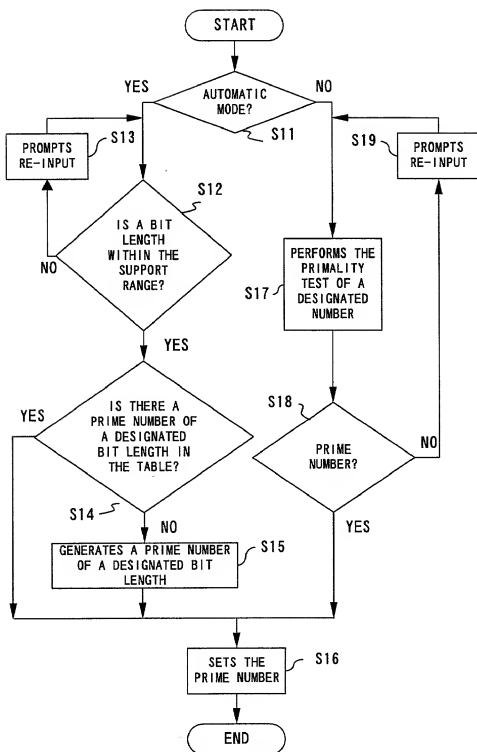 START
YES
AUTOMATIC
MODE?
NO
S11
S13
PROMPTS
RE-INPUT
S19
PROMPTS
RE-INPUT
S12
IS A BIT
LENGTH
WITHIN THE
SUPPORT
RANGE?
NO
YES
S17
PERFORMS THE
PRIMALITY
TEST OF A
DESIGNATED
NUMBER
YES
IS THERE A
PRIME NUMBER OF
A DESIGNATED
BIT LENGTH IN
THE TABLE?
S14
NO
S18
PRIME
NUMBER?
NO
YES
GENERATES A PRIME NUMBER
OF A DESIGNATED BIT
LENGTH
S15
SETS THE
PRIME NUMBER
S16
END